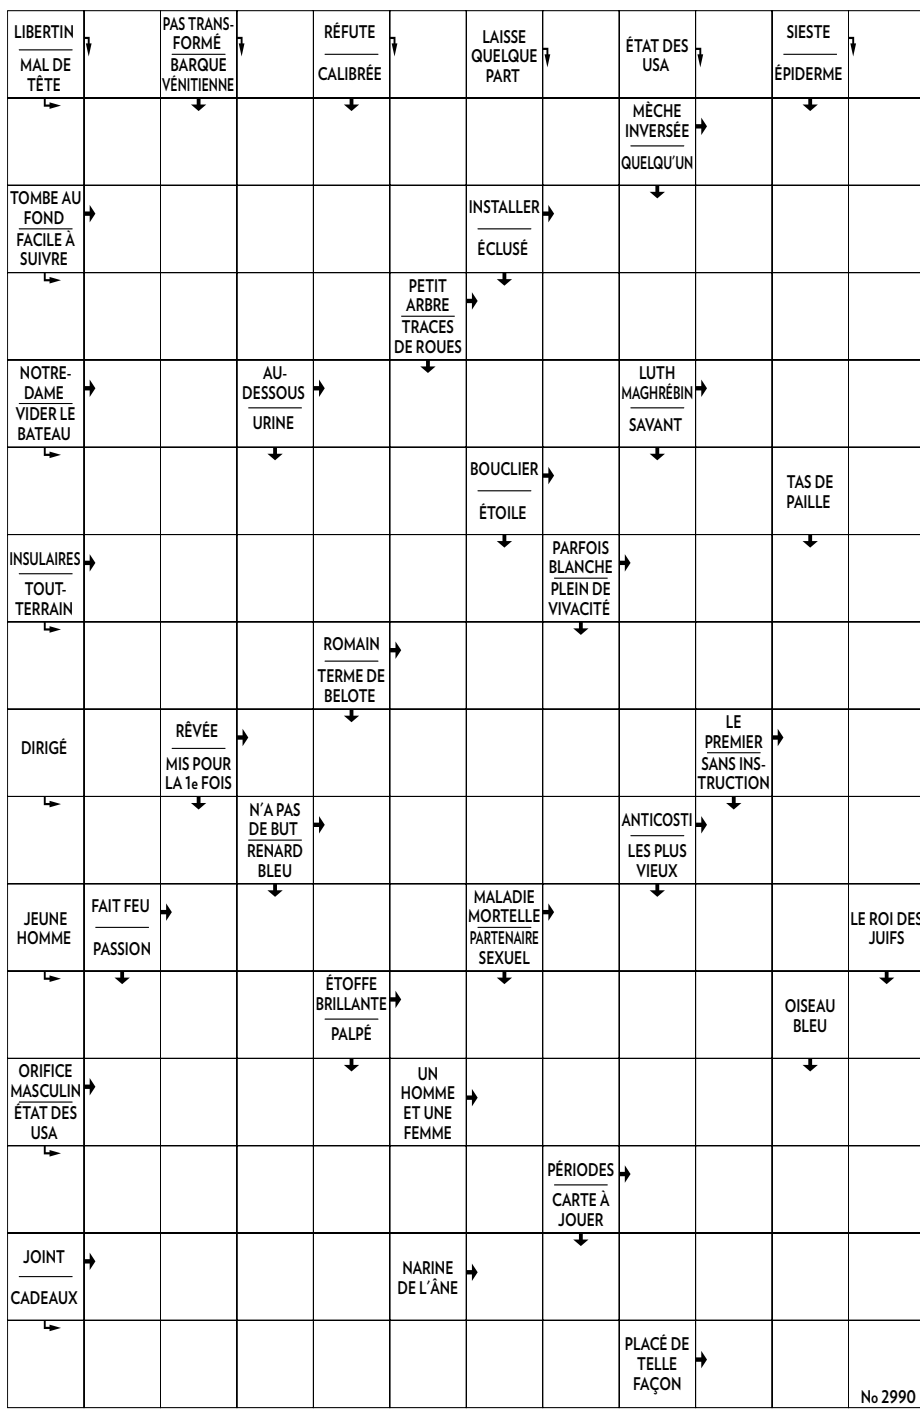 LIBERTIN
MAL DE
TÊTE
PAS TRANS-
FORMÉ
BARQUE
VÉNITIENNE
RÉFUTE
CALIBRÉE
LAISSE
QUELQUE
PART
ÉTAT DES
USA
SIESTE
ÉPIDERME
MÈCHE
INVERSÉE
QUELQU'UN
TOMBE AU
FOND
FACILE À
SUIVRE
INSTALLER
ÉCLUSÉ
PETIT
ARBRE
TRACES
DE ROUES
NOTRE-
DAME
VIDER LE
BATEAU
AU-
DESSOUS
URINE
LUTH
MAGHRÉBIN
SAVANT
BOUCLIER
ÉTOILE
TAS DE
PAILLE
INSULAIRES
TOUT-
TERRAIN
PARFOIS
BLANCHE
PLEIN DE
VIVACITÉ
ROMAIN
TERME DE
BELOTE
DIRIGÉ
RÊVÉE
MIS POUR
LA 1e FOIS
LE
PREMIER
SANS INS-
TRUCTION
N'A PAS
DE BUT
RENARD
BLEU
ANTICOSTI
LES PLUS
VIEUX
JEUNE
HOMME
FAIT FEU
PASSION
MALADIE
MORTELLE
PARTENAIRE
SEXUEL
LE ROI DES
JUIFS
ÉTOFFE
BRILLANTE
PALPÉ
OISEAU
BLEU
ORIFICE
MASCULIN
ÉTAT DES
USA
UN
HOMME
ET UNE
FEMME
PÉRIODES
CARTE À
JOUER
JOINT
CADEAUX
NARINE
DE L'ÂNE
PLACÉ DE
TELLE
FAÇON
No 2990